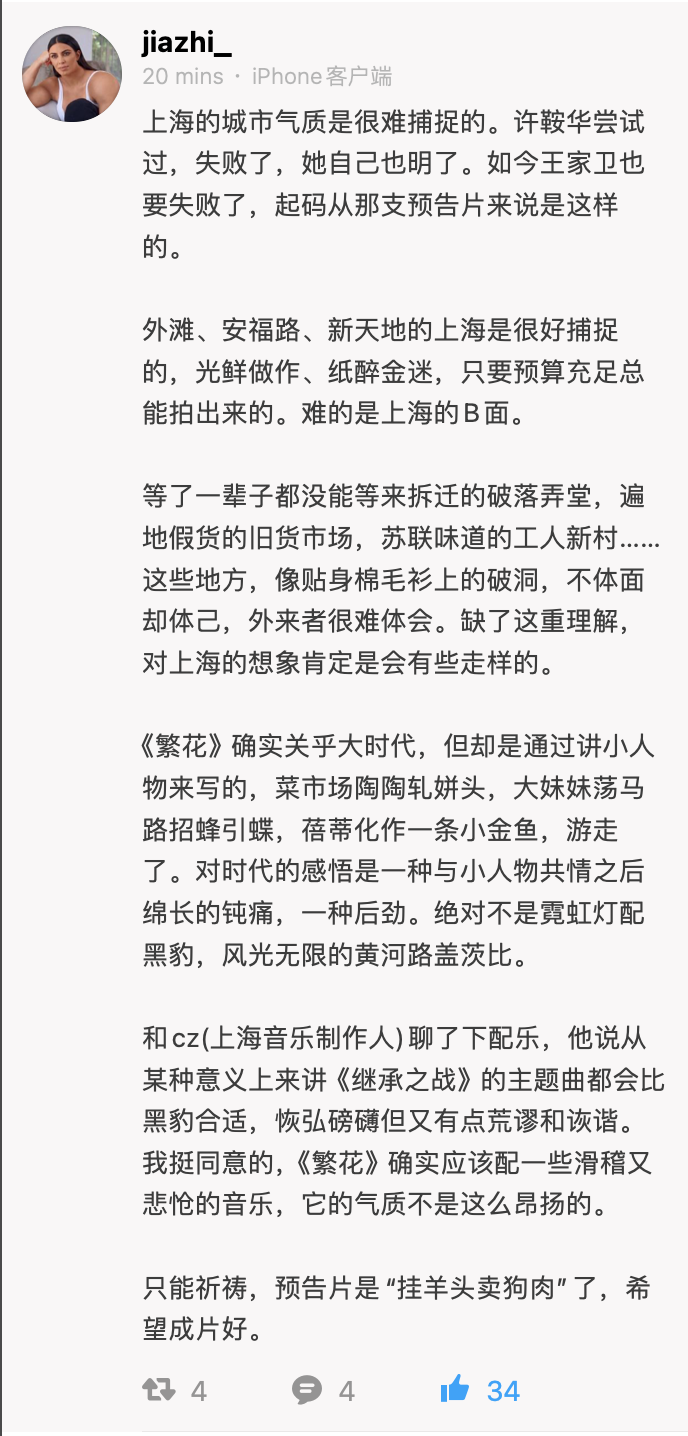 jiazhi_
20 mins · iPhone客户端
上海的城市气质是很难捕捉的。许鞍华尝试
过，失败了，她自己也明了。如今王家卫也
要失败了，起码从那支预告片来说是这样
的。
外滩、安福路、新天地的上海是很好捕捉
的，光鲜做作、纸醉金迷，只要预算充足总
能拍出来的。难的是上海的B面。
等了一辈子都没能等来拆迁的破落弄堂，遍
地假货的旧货市场，苏联味道的工人新村……
这些地方，像贴身棉毛衫上的破洞，不体面
却体己，外来者很难体会。缺了这重理解，
对上海的想象肯定是会有些走样的。
《繁花》确实关乎大时代，但却是通过讲小人
物来写的，菜市场陶陶轧姘头，大妹妹荡马
路招蜂引蝶，蓓蒂化作一条小金鱼，游走
了。对时代的感悟是一种与小人物共情之后
绵长的钝痛，一种后劲。绝对不是霓虹灯配
黑豹，风光无限的黄河路盖茨比。
和cz(上海音乐制作人)聊了下配乐，他说从
某种意义上来讲《继承之战》的主题曲都会比
黑豹合适，恢弘磅礴但又有点荒谬和诙谐。
我挺同意的，《繁花》确实应该配一些滑稽又
悲怆的音乐，它的气质不是这么昂扬的。
只能祈祷，预告片是“挂羊头卖狗肉”了，希
望成片好。
4 4 34